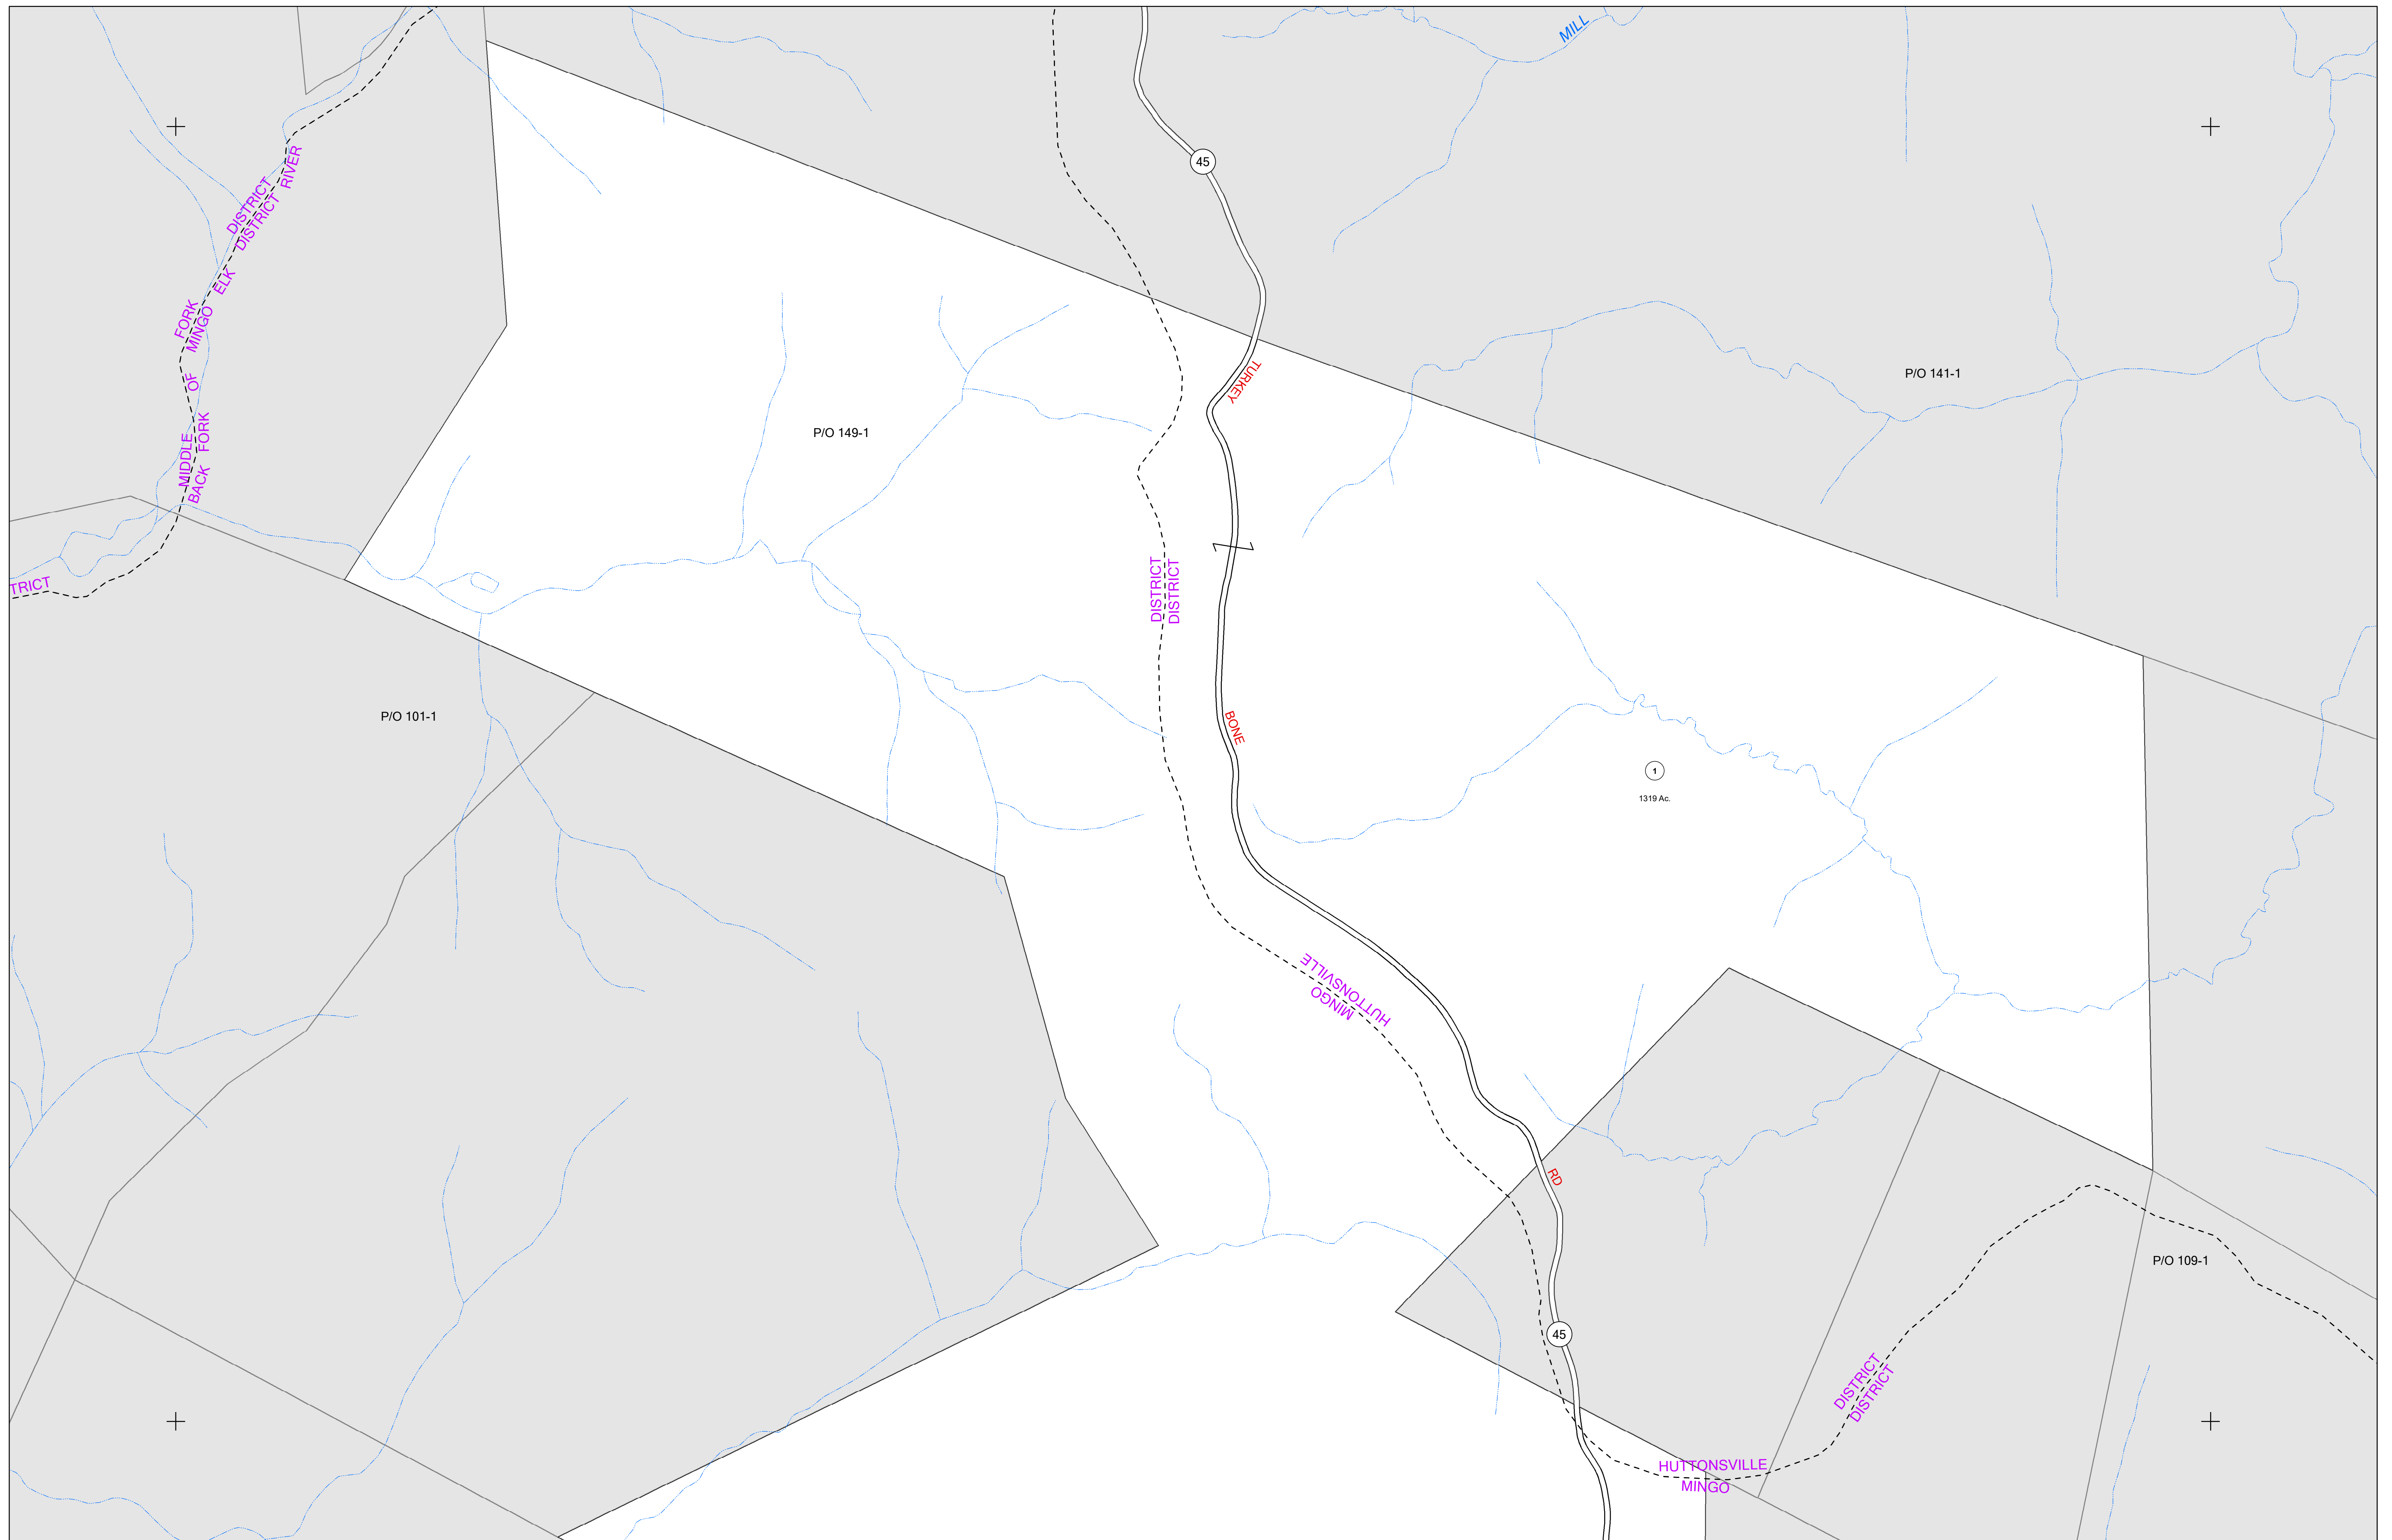 MILL
45
DISTRICT
DISTRICT
RIVER
ELK
FORK
MINGO
OF
MIDDLE
FORK
BACK
TRICT
TURKEY
P/O 141-1
P/O 149-1
DISTRICT
DISTRICT
P/O 101-1
BONE
1
1319 Ac.
HUTTONSVILLE
MINGO
RD
P/O 109-1
45
DISTRICT
DISTRICT
HUTTONSVILLE
MINGO